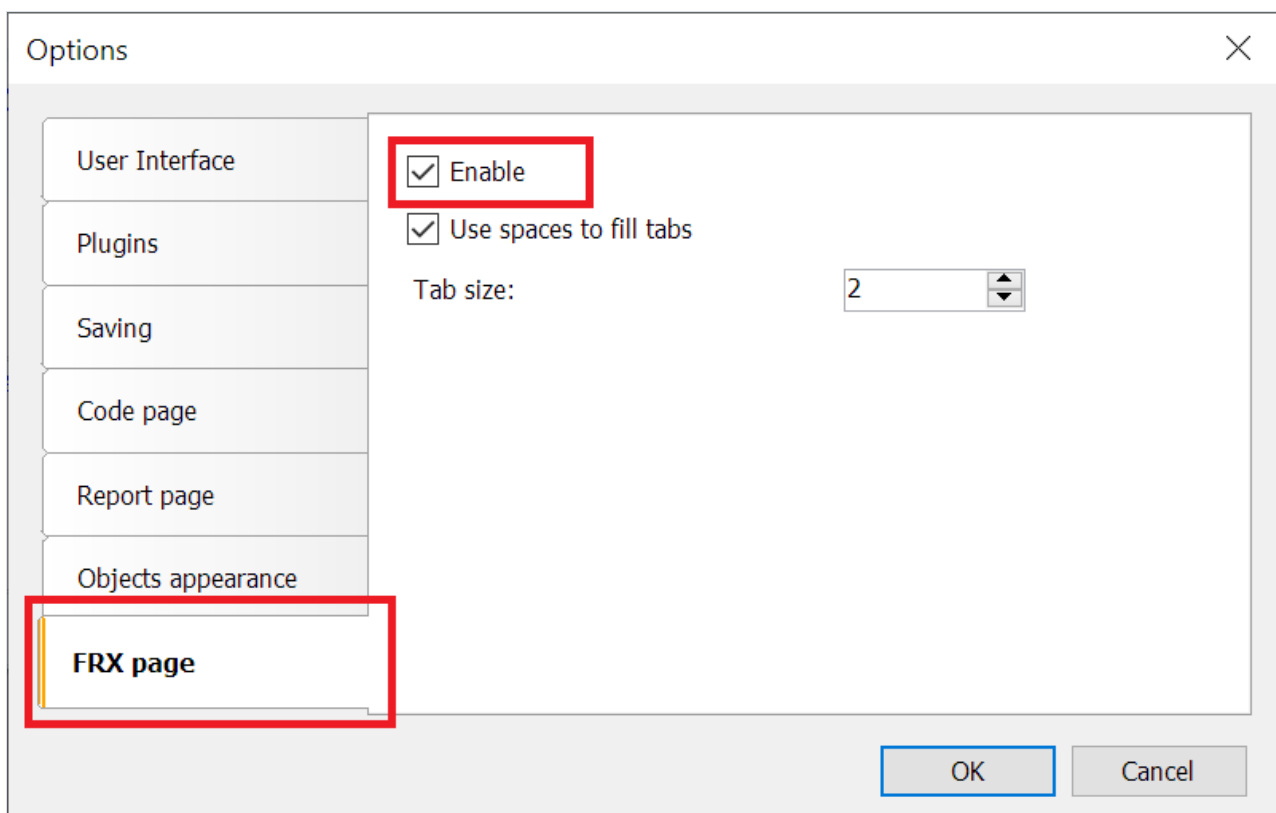 Options
User Interface
Plugins
Saving
Code page
Report page
Objects appearance
FRX page
Enable
Use spaces to fill tabs
Tab size: 2
OK Cancel